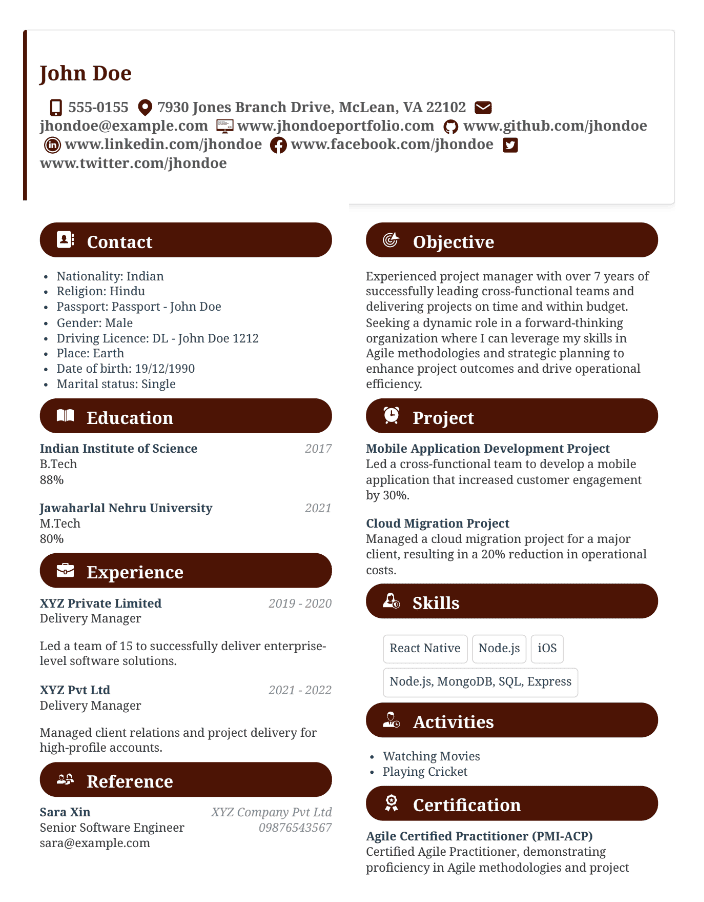 John Doe
555-0155 7930 Jones Branch Drive, McLean, VA 22102
jhondoe@example.com www.jhondoeportfolio.com www.github.com/jhondoe
www.linkedin.com/jhondoe www.facebook.com/jhondoe
www.twitter.com/jhondoe
Contact
• Nationality: Indian
• Religion: Hindu
• Passport: Passport - John Doe
• Gender: Male
• Driving Licence: DL - John Doe 1212
• Place: Earth
• Date of birth: 19/12/1990
• Marital status: Single
Education
Indian Institute of Science 2017
B.Tech
88%
Jawaharlal Nehru University 2021
M.Tech
80%
Experience
XYZ Private Limited 2019 - 2020
Delivery Manager
Led a team of 15 to successfully deliver enterprise-
level software solutions.
XYZ Pvt Ltd 2021 - 2022
Delivery Manager
Managed client relations and project delivery for
high-profile accounts.
Reference
Sara Xin XYZ Company Pvt Ltd
Senior Software Engineer 09876543567
sara@example.com
Objective
Experienced project manager with over 7 years of
successfully leading cross-functional teams and
delivering projects on time and within budget.
Seeking a dynamic role in a forward-thinking
organization where I can leverage my skills in
Agile methodologies and strategic planning to
enhance project outcomes and drive operational
efficiency.
Project
Mobile Application Development Project
Led a cross-functional team to develop a mobile
application that increased customer engagement
by 30%.
Cloud Migration Project
Managed a cloud migration project for a major
client, resulting in a 20% reduction in operational
costs.
Skills
React Native Node.js iOS
Node.js, MongoDB, SQL, Express
Activities
• Watching Movies
• Playing Cricket
Certification
Agile Certified Practitioner (PMI-ACP)
Certified Agile Practitioner, demonstrating
proficiency in Agile methodologies and project